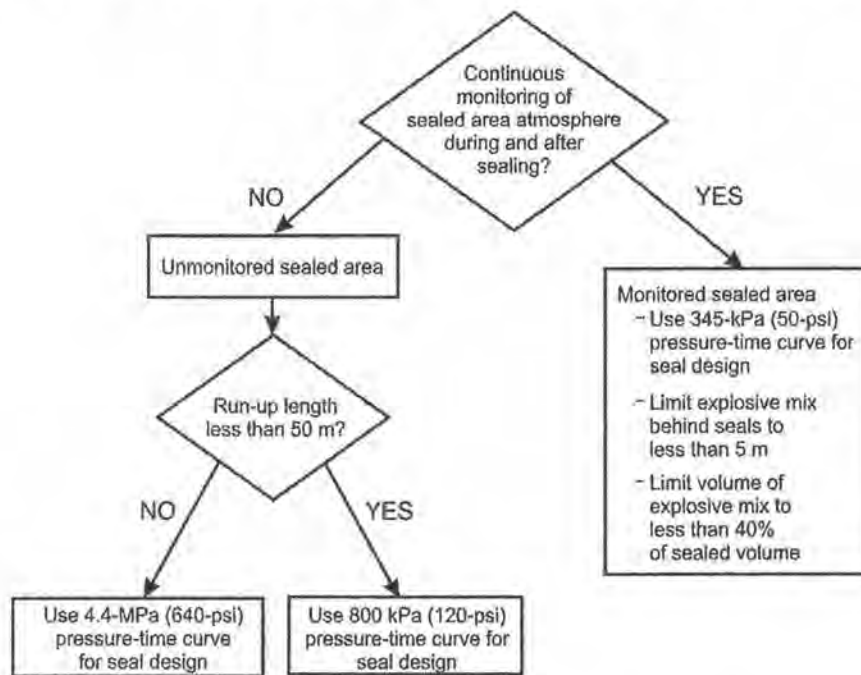 Continuous
monitoring of
sealed area atmosphere
during and after
sealing?
NO
YES
Unmonitored sealed area
Monitored sealed area
- Use 345-kPa (50-psi)
pressure-time curve for
seal design
- Limit explosive mix
behind seals to
less than 5 m
- Limit volume of
explosive mix to
less than 40%
of sealed volume
Run-up length
less than 50 m?
NO
YES
Use 4.4-MPa (640-psi)
pressure-time curve
for seal design
Use 800 kPa (120-psi)
pressure-time curve for
seal design